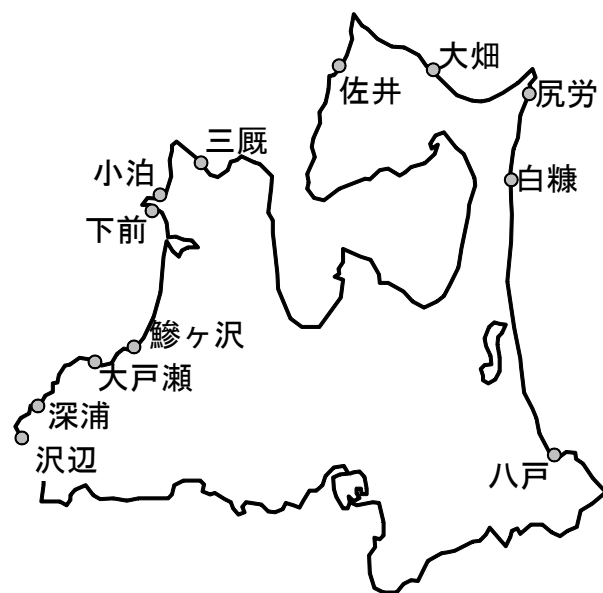 大畑
佐井
尻労
三厩
小泊
白糠
下前
鰺ヶ沢
大戸瀬
深浦
沢辺
八戸